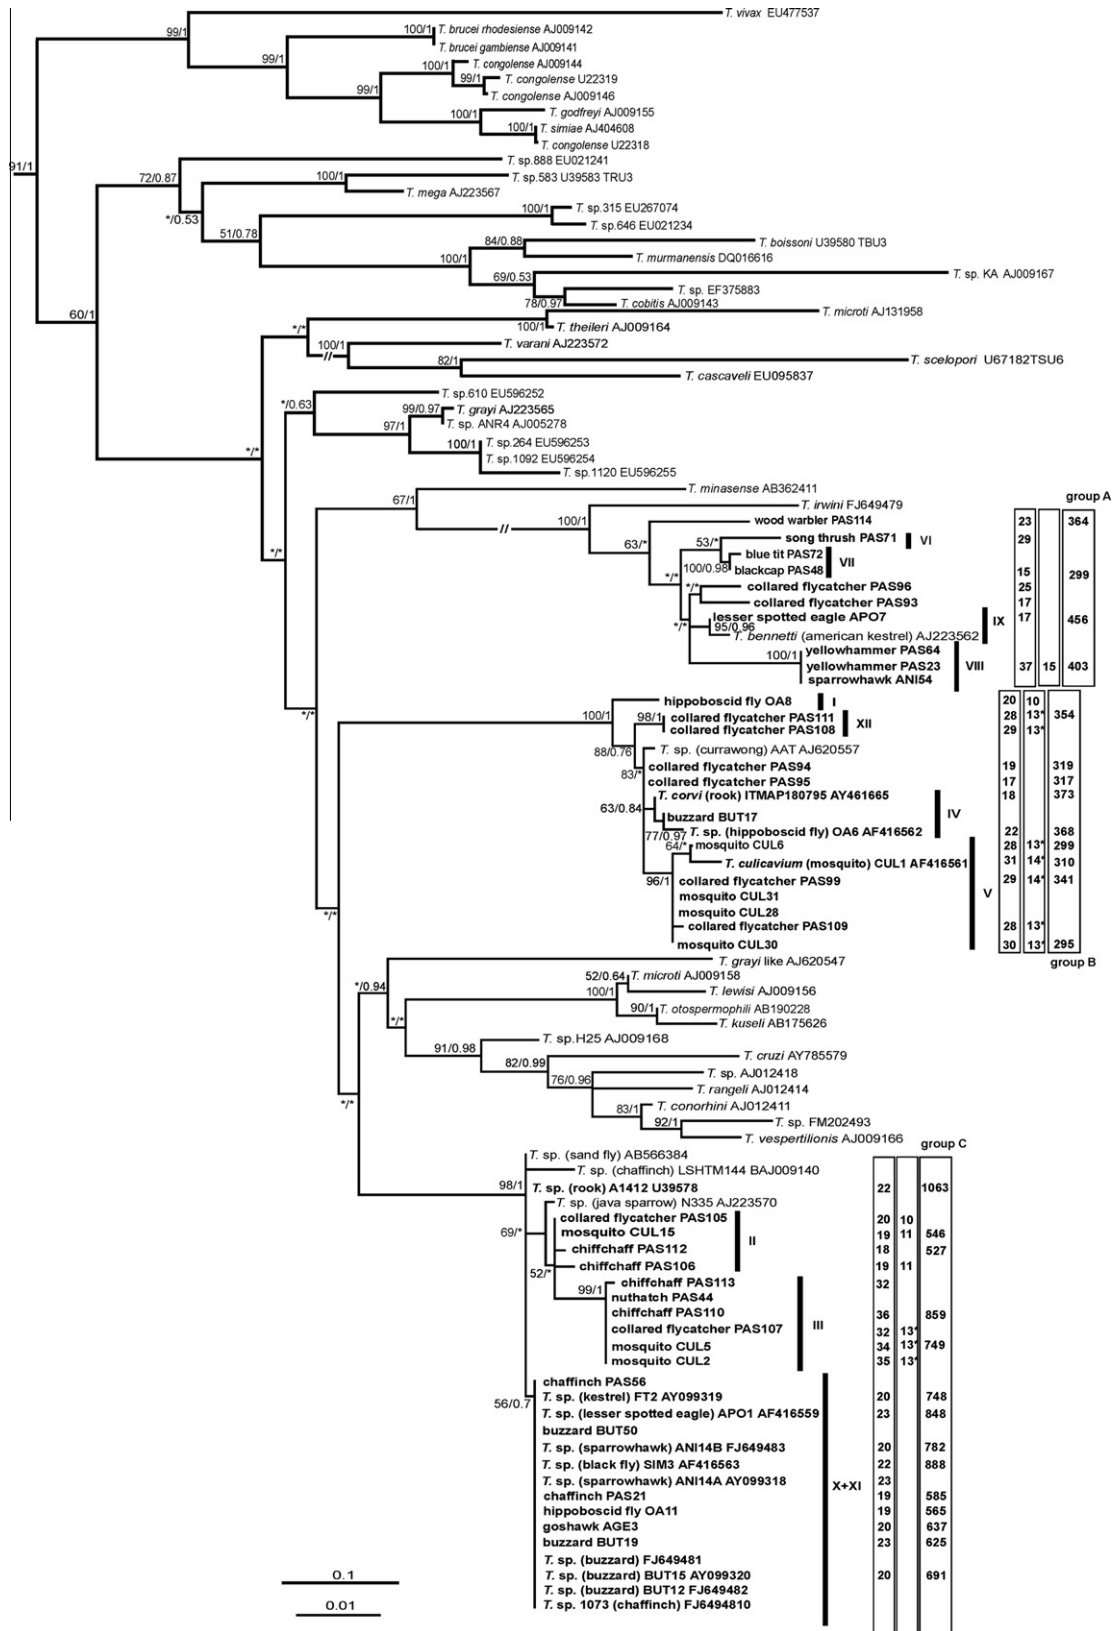 T. vivax EU477537
99/1
100/1 T. brucei rhodesiense AJ009142
T. brucei gambiense AJ009141
99/1
100/1 T. congolense AJ009144
99/1 T. congolense U22319
T. congolense AJ009146
99/1
T. godfreyi AJ009155
100/1
100/1 T. simiae AJ404608
T. congolense U22318
91/1
T. sp.888 EU021241
72/0.87
100/1 T. sp.583 U39583 TRU3
T. mega AJ223567
*/0.53
100/1 T. sp.315 EU267074
T. sp.646 EU021234
51/0.78
84/0.88 T. boissoni U39580 TBU3
T. murmanensis DQ016616
100/1
69/0.53 T. sp. KA AJ009167
T. sp. EF375883
78/0.97 T. cobitis AJ009143
60/1
T. microti AJ131958
*/*
100/1 T. theileri AJ009164
// 100/1 T. varani AJ223572
82/1 T. scelopori U67182TSU6
T. cascaveli EU095837
T. sp.610 EU596252
*/0.63
99/0.97 T. grayi AJ223565
T. sp. ANR4 AJ005278
97/1
100/1 T. sp.264 EU596253
T. sp.1092 EU596254
*/*
T. sp.1120 EU596255
T. minasense AB362411
67/1
group A
T. irwini FJ649479
// 100/1
wood warbler PAS114 23 364
63/*
53/* song thrush PAS71 VI 29
*/*
blue tit PAS72 VII
100/0.98 blackcap PAS48 15 299
*/* collared flycatcher PAS96 25
collared flycatcher PAS93 17
lesser spotted eagle APO7 IX 17 456
*/* 95/0.96
T. bennetti (american kestrel) AJ223562
yellowhammer PAS64 VIII
100/1 yellowhammer PAS23 37 15 403
sparrowhawk ANI54
*/*
hippoboscid fly OA8 I 20 10
100/1 98/1 collared flycatcher PAS111 XII 28 13* 354
collared flycatcher PAS108 29 13*
88/0.76 T. sp. (currawong) AAT AJ620557
83/* collared flycatcher PAS94 19 319
collared flycatcher PAS95 17 317
T. corvi (rook) ITMAP180795 AY461665 IV 18 373
63/0.84 buzzard BUT17
77/0.97 T. sp. (hippoboscid fly) OA6 AF416562 22 368
64/* mosquito CUL6 V 28 13* 299
T. culicavium (mosquito) CUL1 AF416561 31 14* 310
96/1 collared flycatcher PAS99 29 14* 341
mosquito CUL31
mosquito CUL28
*/*
collared flycatcher PAS109 28 13*
mosquito CUL30 30 13* 295
group B
T. grayi like AJ620547
*/0.94
52/0.64 T. microti AJ009158
100/1 T. lewisi AJ009156
90/1 T. otospermophili AB190228
*/* T. kuseli AB175626
T. sp.H25 AJ009168
91/0.98
82/0.99 T. cruzi AY785579
76/0.96 T. sp. AJ012418
T. rangeli AJ012414
*/*
83/1 T. conorhini AJ012411
92/1 T. sp. FM202493
T. vespertilionis AJ009166
group C
T. sp. (sand fly) AB566384
T. sp. (chaffinch) LSHTM144 BAJ009140
98/1 T. sp. (rook) A1412 U39578 22 1063
T. sp. (java sparrow) N335 AJ223570
collared flycatcher PAS105 II 20 10
69/* mosquito CUL15 19 11 546
chiffchaff PAS112 18 527
52/* chiffchaff PAS106 19 11
99/1 chiffchaff PAS113 III 32
nuthatch PAS44
chiffchaff PAS110 36 859
collared flycatcher PAS107 32 13*
mosquito CUL5 34 13* 749
mosquito CUL2 35 13*
chaffinch PAS56 X+XI
56/0.7 T. sp. (kestrel) FT2 AY099319 20 748
T. sp. (lesser spotted eagle) APO1 AF416559 23 848
buzzard BUT50
T. sp. (sparrowhawk) ANI14B FJ649483 20 782
T. sp. (black fly) SIM3 AF416563 22 888
T. sp. (sparrowhawk) ANI14A AY099318 23
chaffinch PAS21 19 585
hippoboscid fly OA11 19 565
goshawk AGE3 20 637
buzzard BUT19 23 625
T. sp. (buzzard) FJ649481
T. sp. (buzzard) BUT15 AY099320 20 691
T. sp. (buzzard) BUT12 FJ649482
T. sp. 1073 (chaffinch) FJ6494810
0.1
0.01